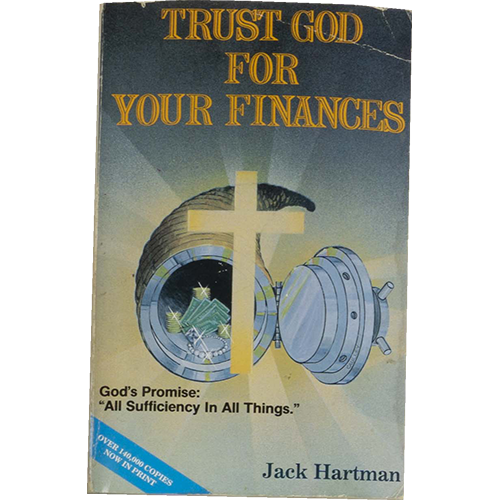 TRUST GOD
FOR
YOUR FINANCES
God's Promise:
"All Sufficiency In All Things."
OVER 140,000 COPIES
NOW IN PRINT
Jack Hartman